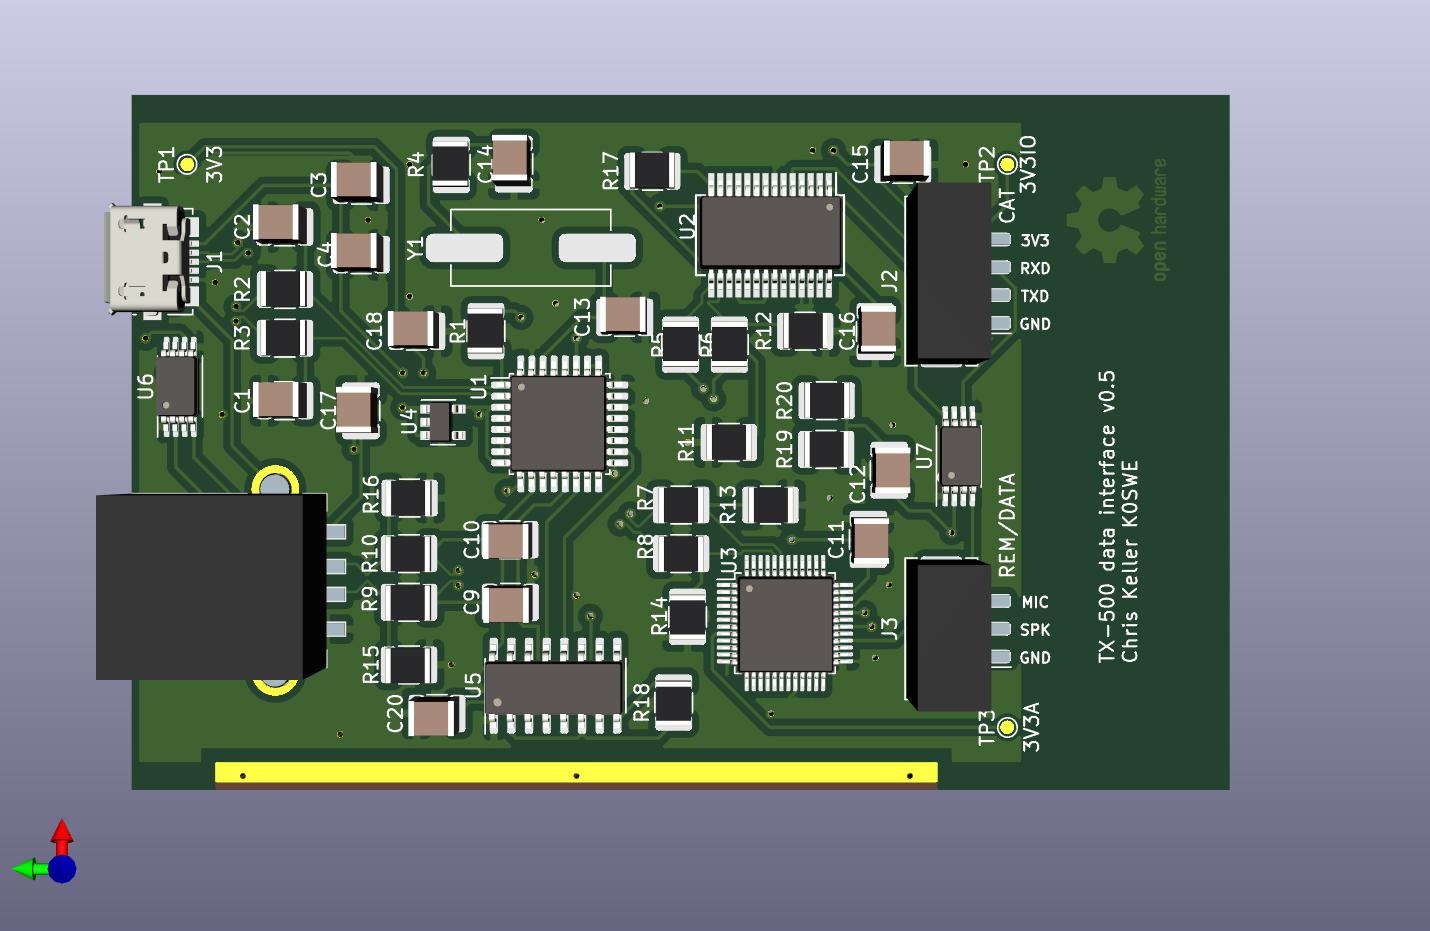 TP1
3V3
C3
C2
C4
J1
R2
R3
U6
C1
C17
C18
R4
C14
Y1
R1
C13
R17
U2
C15
TP2
3V3IO
CAT
J2
3V3
RXD
TXD
GND
open hardware
R5
R6
R12
C16
U1
U4
R20
R11
R19
U7
C12
R16
R10
R9
R15
C20
C10
C9
U5
R7
R13
R8
U3
C11
R14
R18
J3
REM/DATA
MIC
SPK
GND
TP3
3V3A
TX-500 data interface v0.5
Chris Keller K0SWE